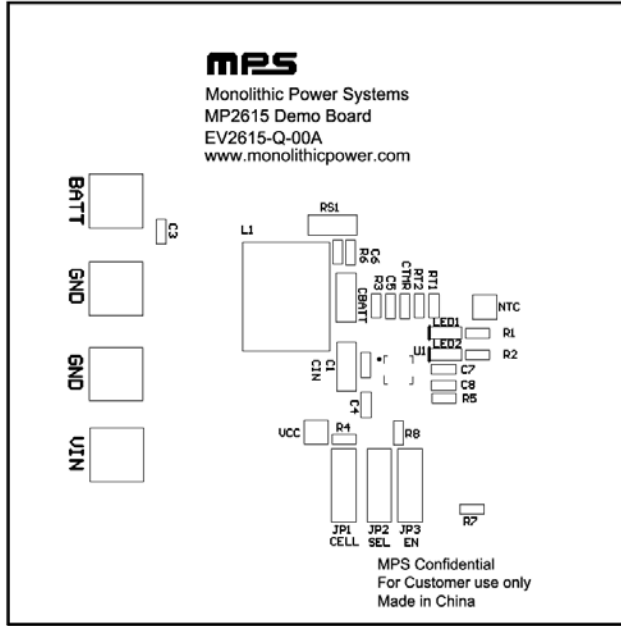 MPS
Monolithic Power Systems
MP2615 Demo Board
EV2615-Q-00A
www.monolithicpower.com
BATT
C3
GND
GND
VIN
RS1
L1
R6
C6
CBATT
R3
C5
CTMR
RT2
RT1
NTC
LED1
R1
LED2
R2
U1
C1
CIN
C7
C8
R5
C4
VCC
R4
R8
JP1
CELL
JP2
SEL
JP3
EN
R7
MPS Confidential
For Customer use only
Made in China